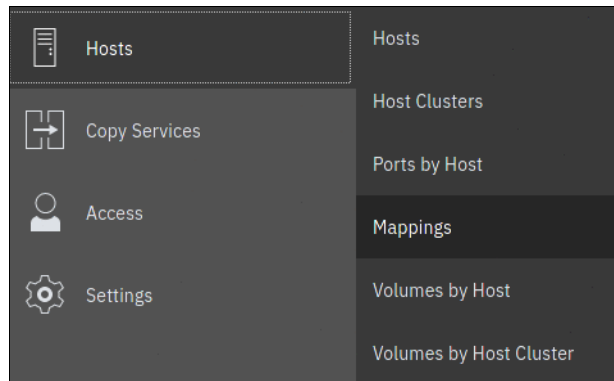 Hosts
Copy Services
Access
Settings
Hosts
Host Clusters
Ports by Host
Mappings
Volumes by Host
Volumes by Host Cluster